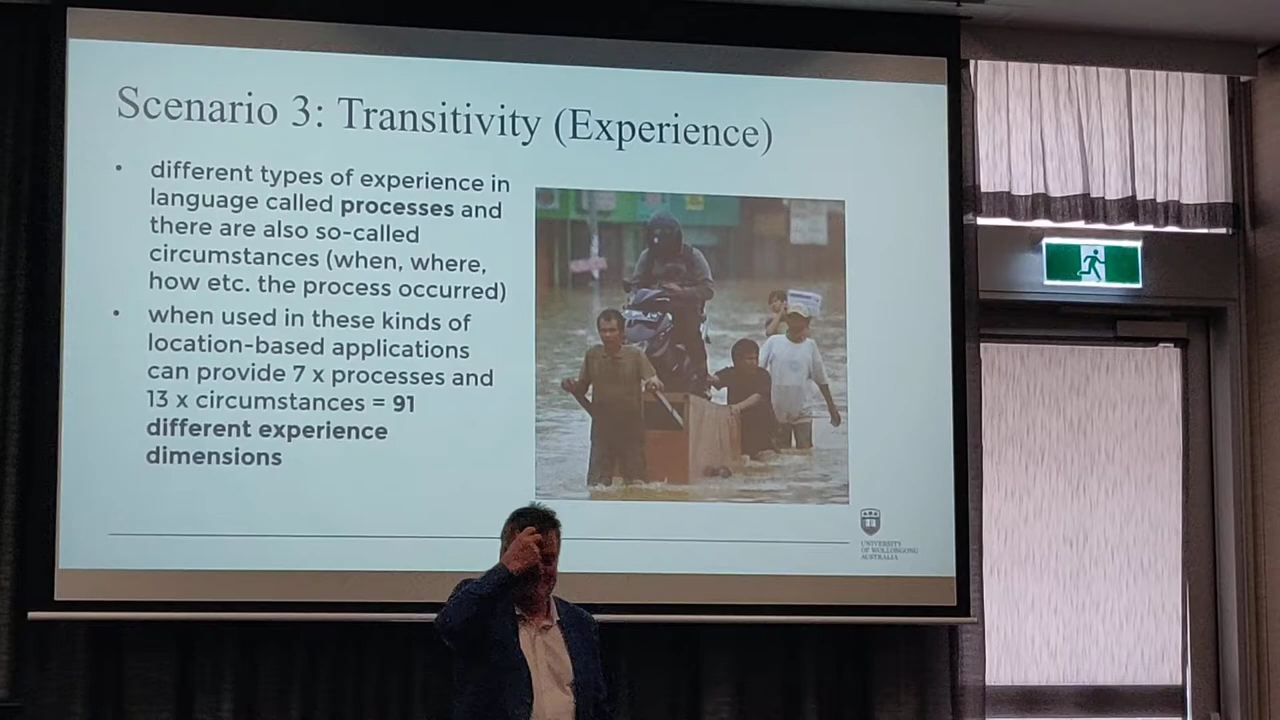 Scenario 3: Transitivity (Experience)
• different types of experience in
language called processes and
there are also so-called
circumstances (when, where,
how etc. the process occurred)
• when used in these kinds of
location-based applications
can provide 7 x processes and
13 x circumstances = 91
different experience
dimensions
UNIVERSITY
OF WOLLONGONG
AUSTRALIA